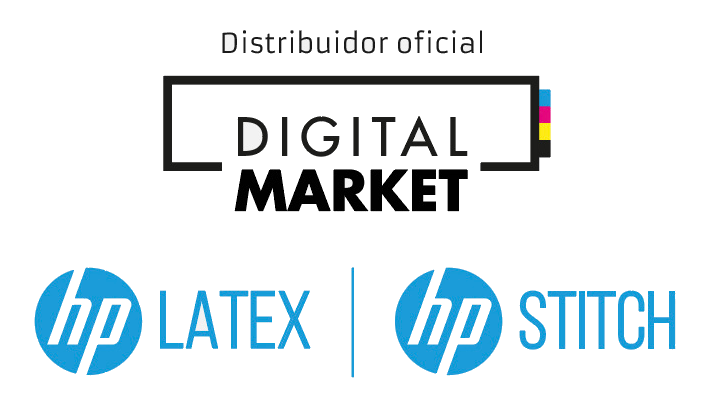 Distribuidor oficial
DIGITAL
MARKET
hp LATEX | hp STITCH